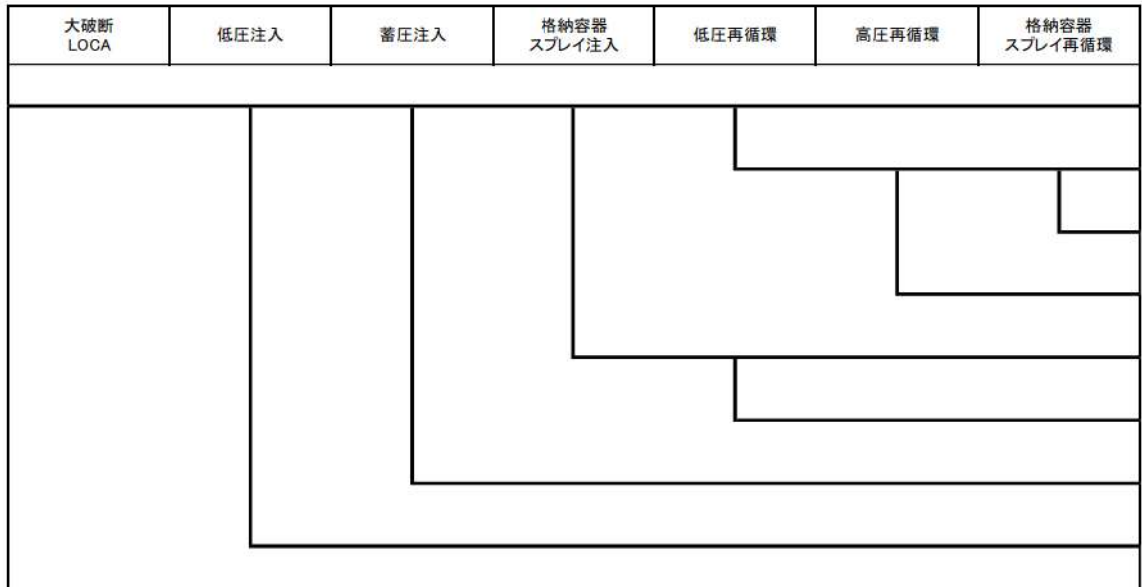 大破断
LOCA
低圧注入
蓄圧注入
格納容器
スプレイ注入
低圧再循環
高圧再循環
格納容器
スプレイ再循環